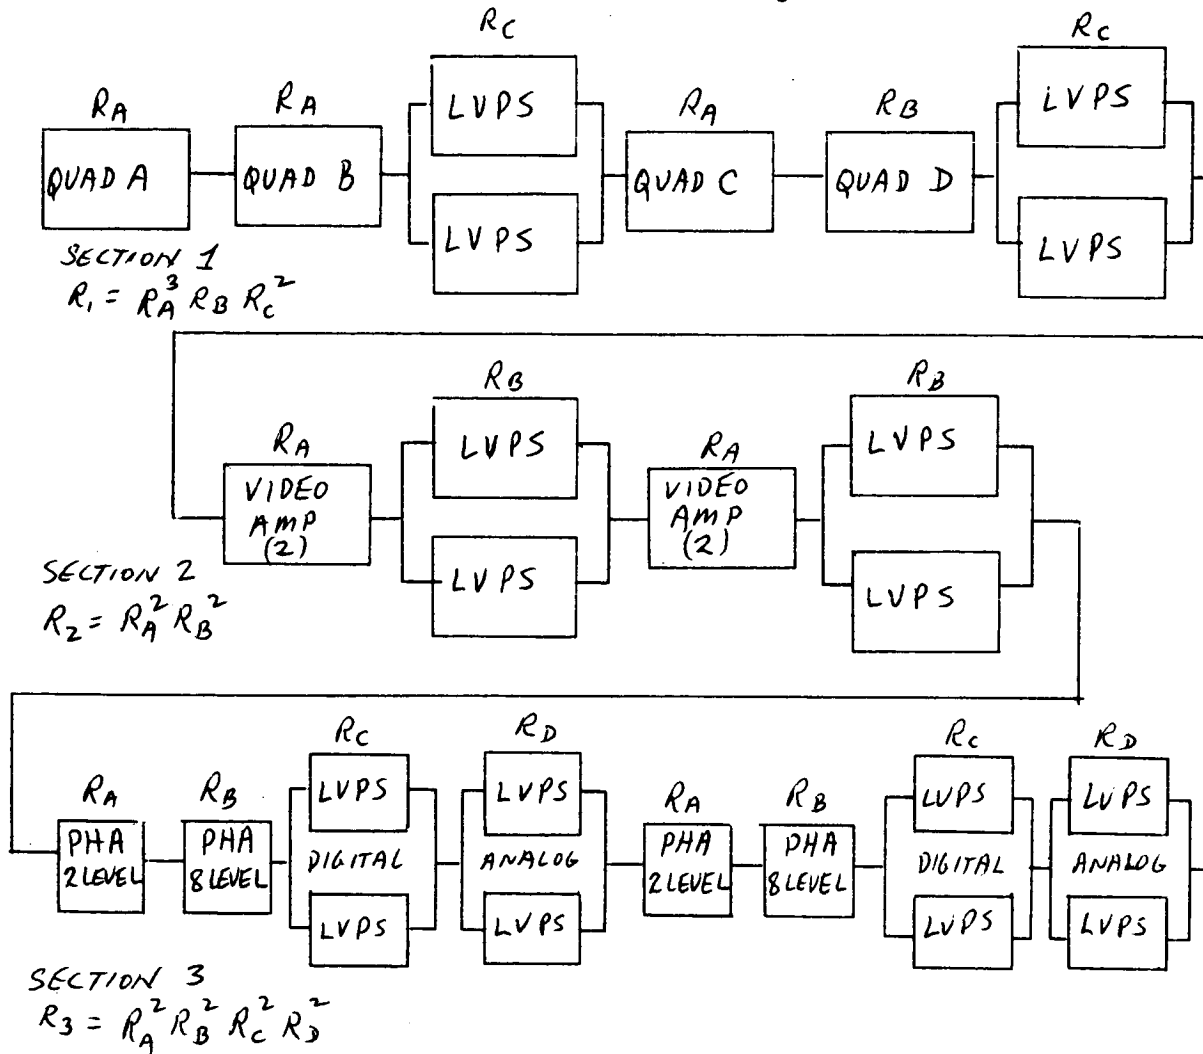 R_C R_C
R_A R_A LVPS R_A R_B LVPS
QUAD A QUAD B QUAD C QUAD D
LVPS LVPS
SECTION 1
R_1 = R_A^3 R_B R_C^2
R_B R_B
R_A LVPS R_A LVPS
VIDEO AMP (2) VIDEO AMP (2)
LVPS LVPS
SECTION 2
R_2 = R_A^2 R_B^2
R_C R_D R_C R_D
R_A R_B LVPS LVPS R_A R_B LVPS LVPS
PHA 2 LEVEL PHA 8 LEVEL DIGITAL ANALOG PHA 2 LEVEL PHA 8 LEVEL DIGITAL ANALOG
LVPS LVPS LVPS LVPS
SECTION 3
R_3 = R_A^2 R_B^2 R_C^2 R_D^2